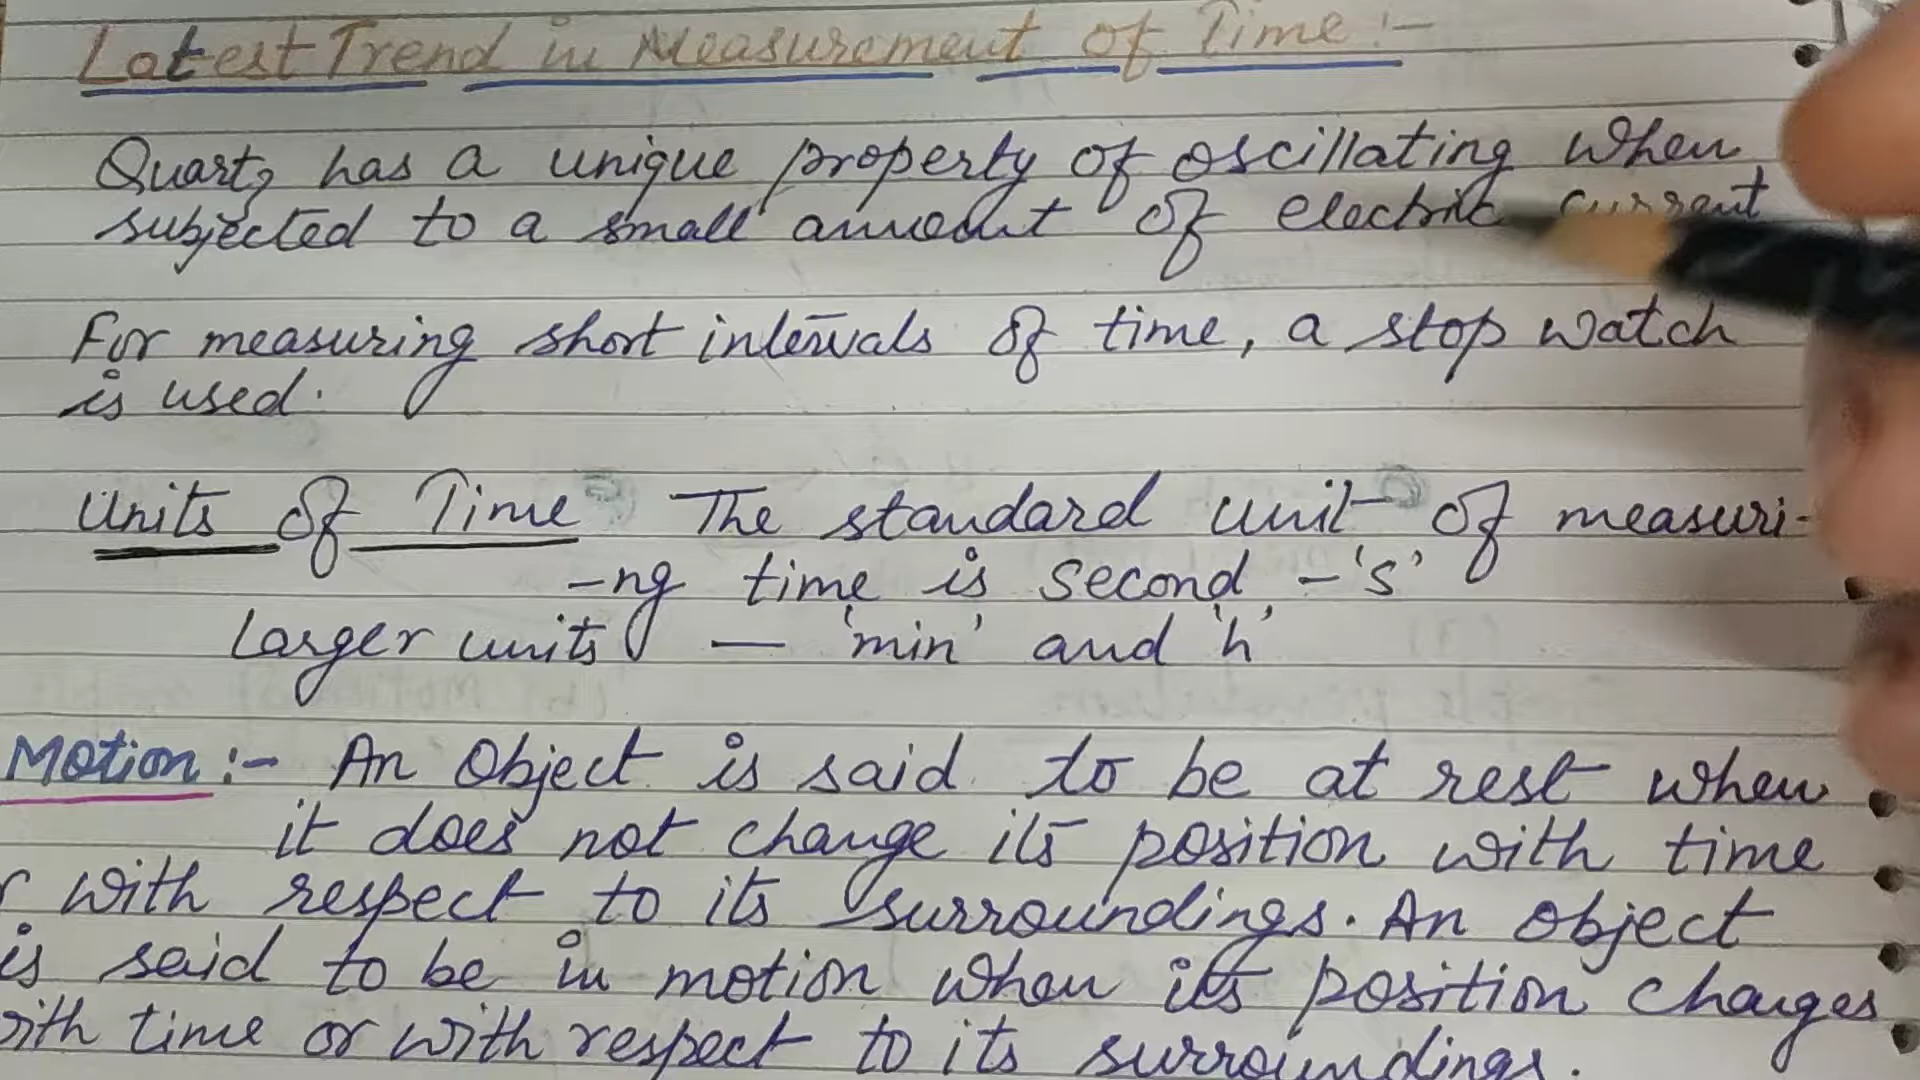 Latest Trend in Measurement of Time :-
Quartz has a unique property of oscillating when
subjected to a small amount of electric current
For measuring short intervals of time, a stop watch
is used.
Units of Time The standard unit of measuri-
-ng time is second - 's'
Larger units — 'min' and 'h'
Motion :- An Object is said to be at rest when
it does not change its position with time
r with respect to its surroundings. An object
is said to be in motion when its position changes
with time or with respect to its surroundings.